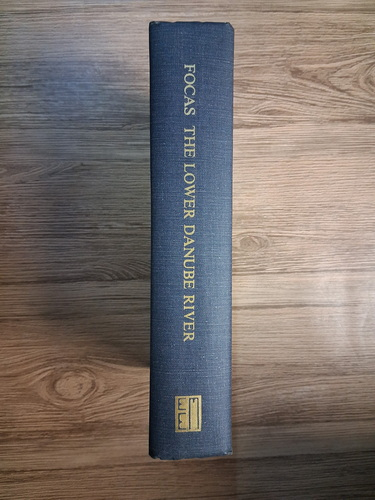 FOCAS THE LOWER DANUBE RIVER